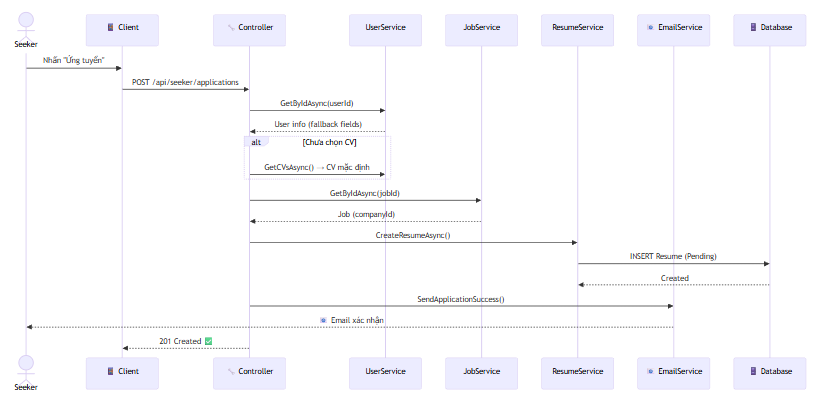 Seeker
Client
Controller
UserService
JobService
ResumeService
EmailService
Database
Nhấn "Ứng tuyển"
POST /api/seeker/applications
GetByIdAsync(userId)
User info (fallback fields)
alt
[Chưa chọn CV]
GetCVsAsync() → CV mặc định
GetByIdAsync(jobId)
Job (companyId)
CreateResumeAsync()
INSERT Resume (Pending)
Created
SendApplicationSuccess()
Email xác nhận
201 Created ✅
Seeker
Client
Controller
UserService
JobService
ResumeService
EmailService
Database